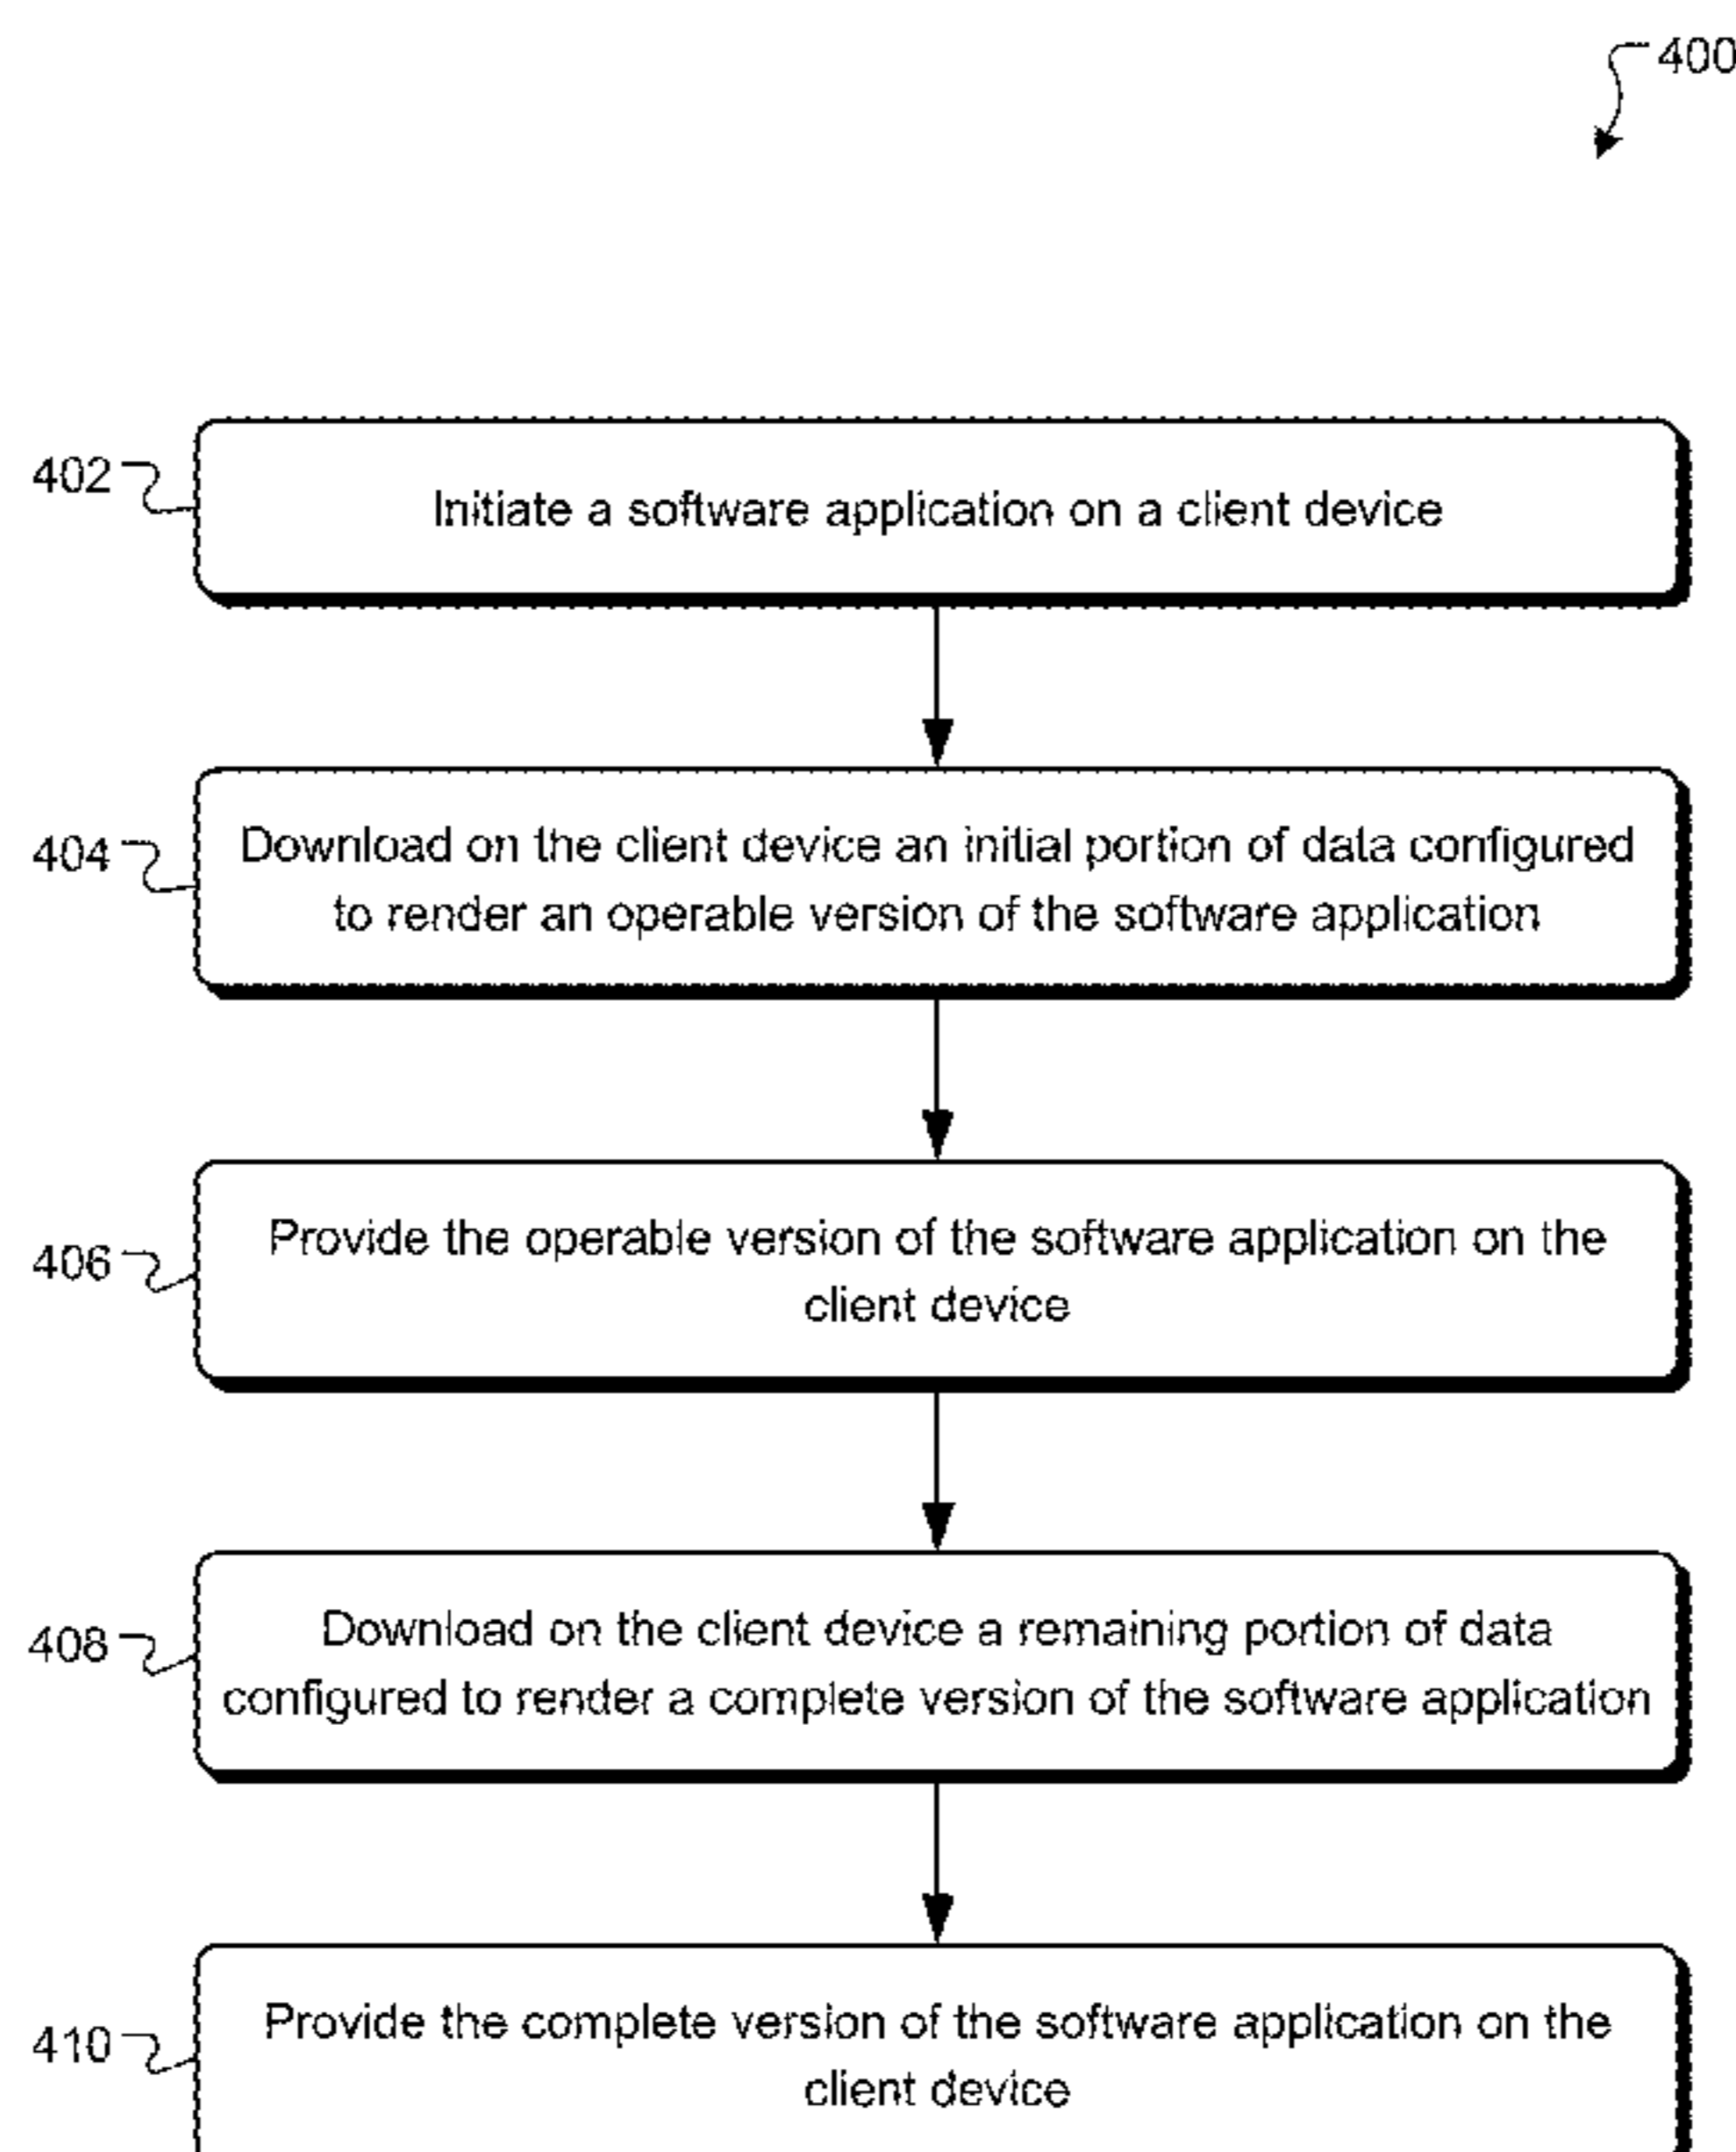 400
402
Initiate a software application on a client device
404
Download on the client device an initial portion of data configured
to render an operable version of the software application
406
Provide the operable version of the software application on the
client device
408
Download on the client device a remaining portion of data
configured to render a complete version of the software application
410
Provide the complete version of the software application on the
client device